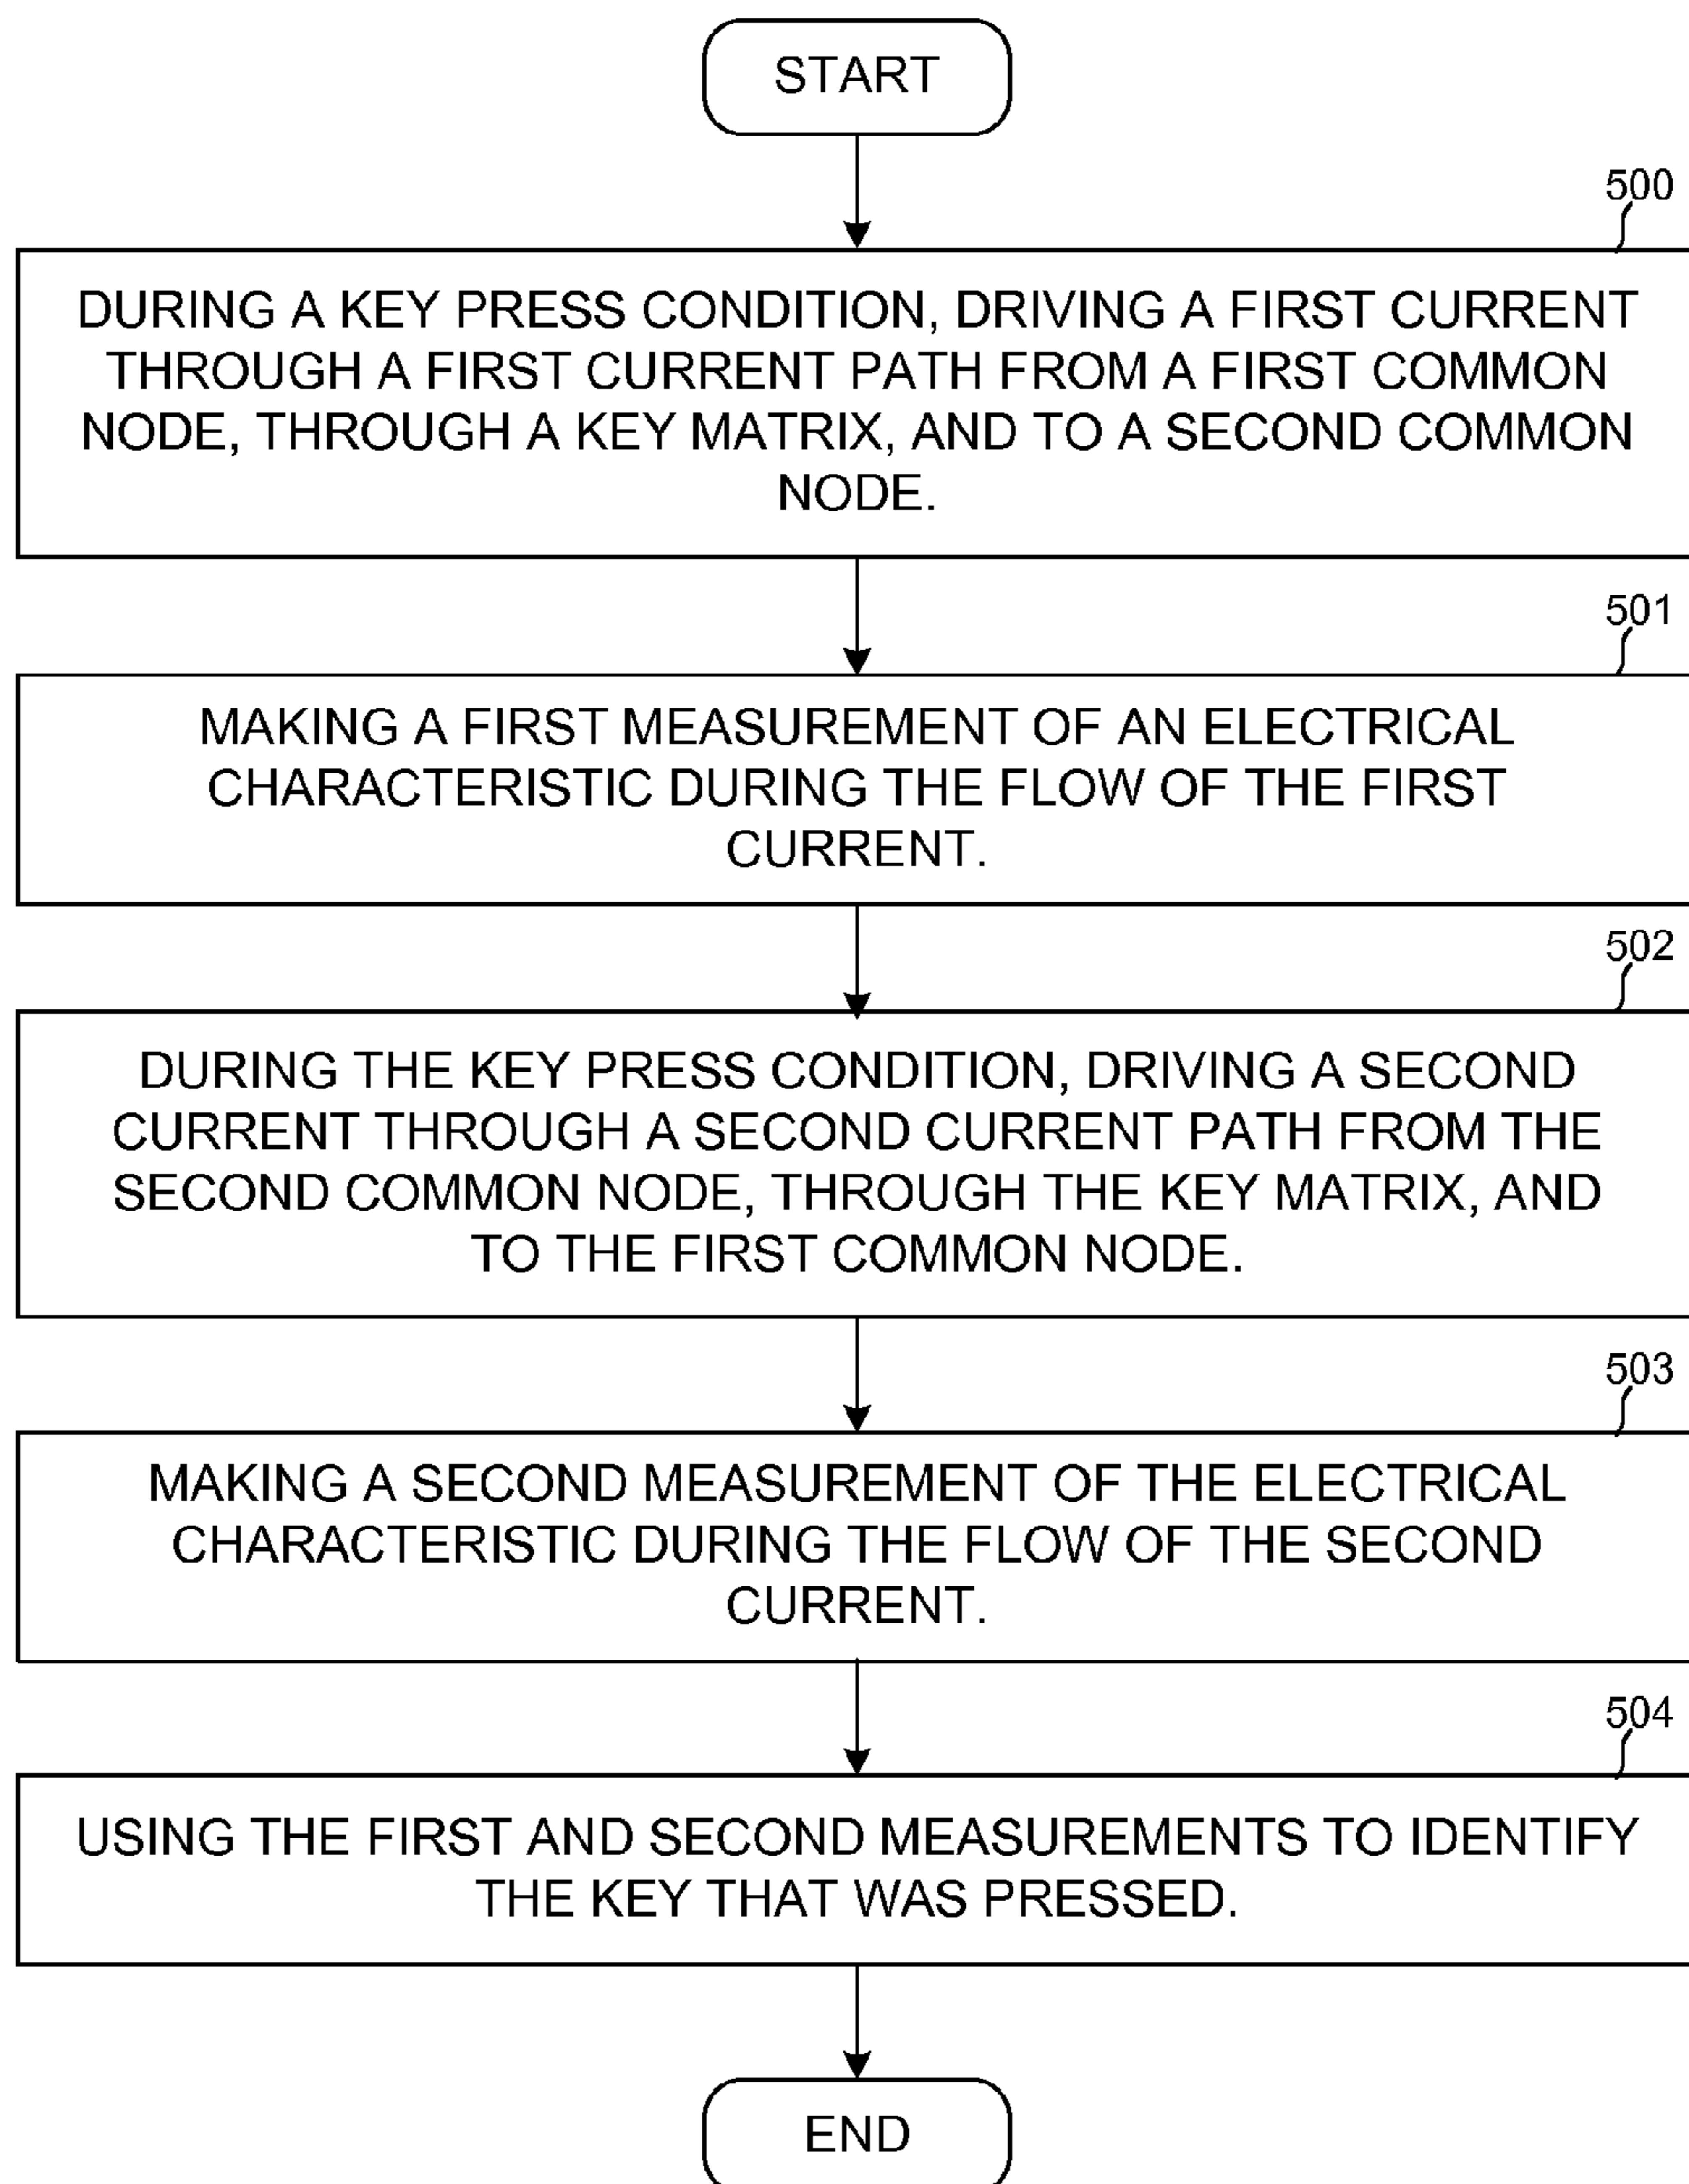 START
500
DURING A KEY PRESS CONDITION, DRIVING A FIRST CURRENT
THROUGH A FIRST CURRENT PATH FROM A FIRST COMMON
NODE, THROUGH A KEY MATRIX, AND TO A SECOND COMMON
NODE.
501
MAKING A FIRST MEASUREMENT OF AN ELECTRICAL
CHARACTERISTIC DURING THE FLOW OF THE FIRST
CURRENT.
502
DURING THE KEY PRESS CONDITION, DRIVING A SECOND
CURRENT THROUGH A SECOND CURRENT PATH FROM THE
SECOND COMMON NODE, THROUGH THE KEY MATRIX, AND
TO THE FIRST COMMON NODE.
503
MAKING A SECOND MEASUREMENT OF THE ELECTRICAL
CHARACTERISTIC DURING THE FLOW OF THE SECOND
CURRENT.
504
USING THE FIRST AND SECOND MEASUREMENTS TO IDENTIFY
THE KEY THAT WAS PRESSED.
END